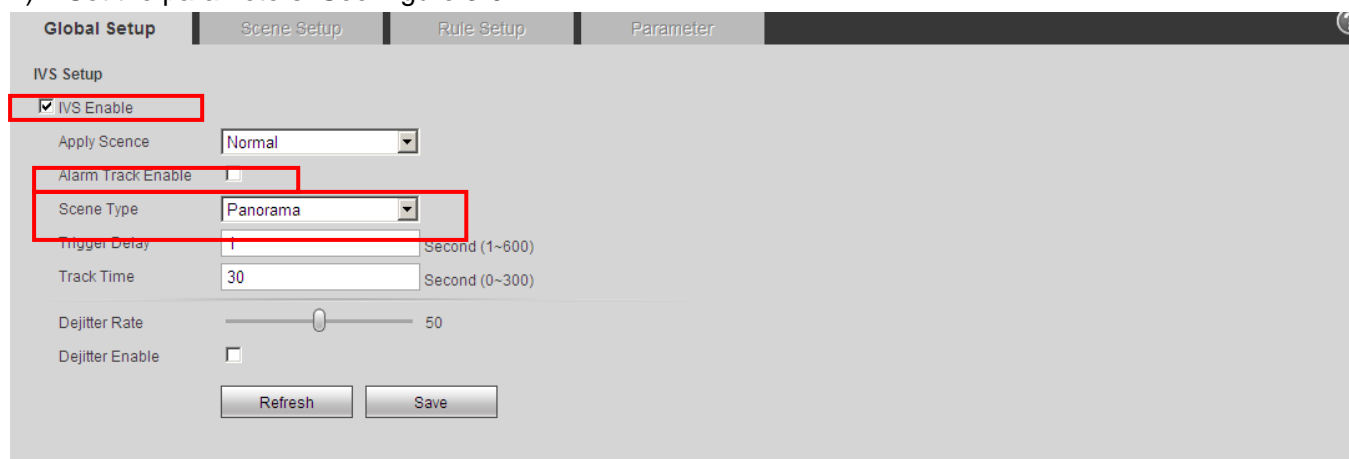 Global Setup Scene Setup Rule Setup Parameter
IVS Setup
IVS Enable
Apply Scence Normal
Alarm Track Enable
Scene Type Panorama
Trigger Delay 1 Second (1~600)
Track Time 30 Second (0~300)
Dejitter Rate 50
Dejitter Enable
Refresh Save